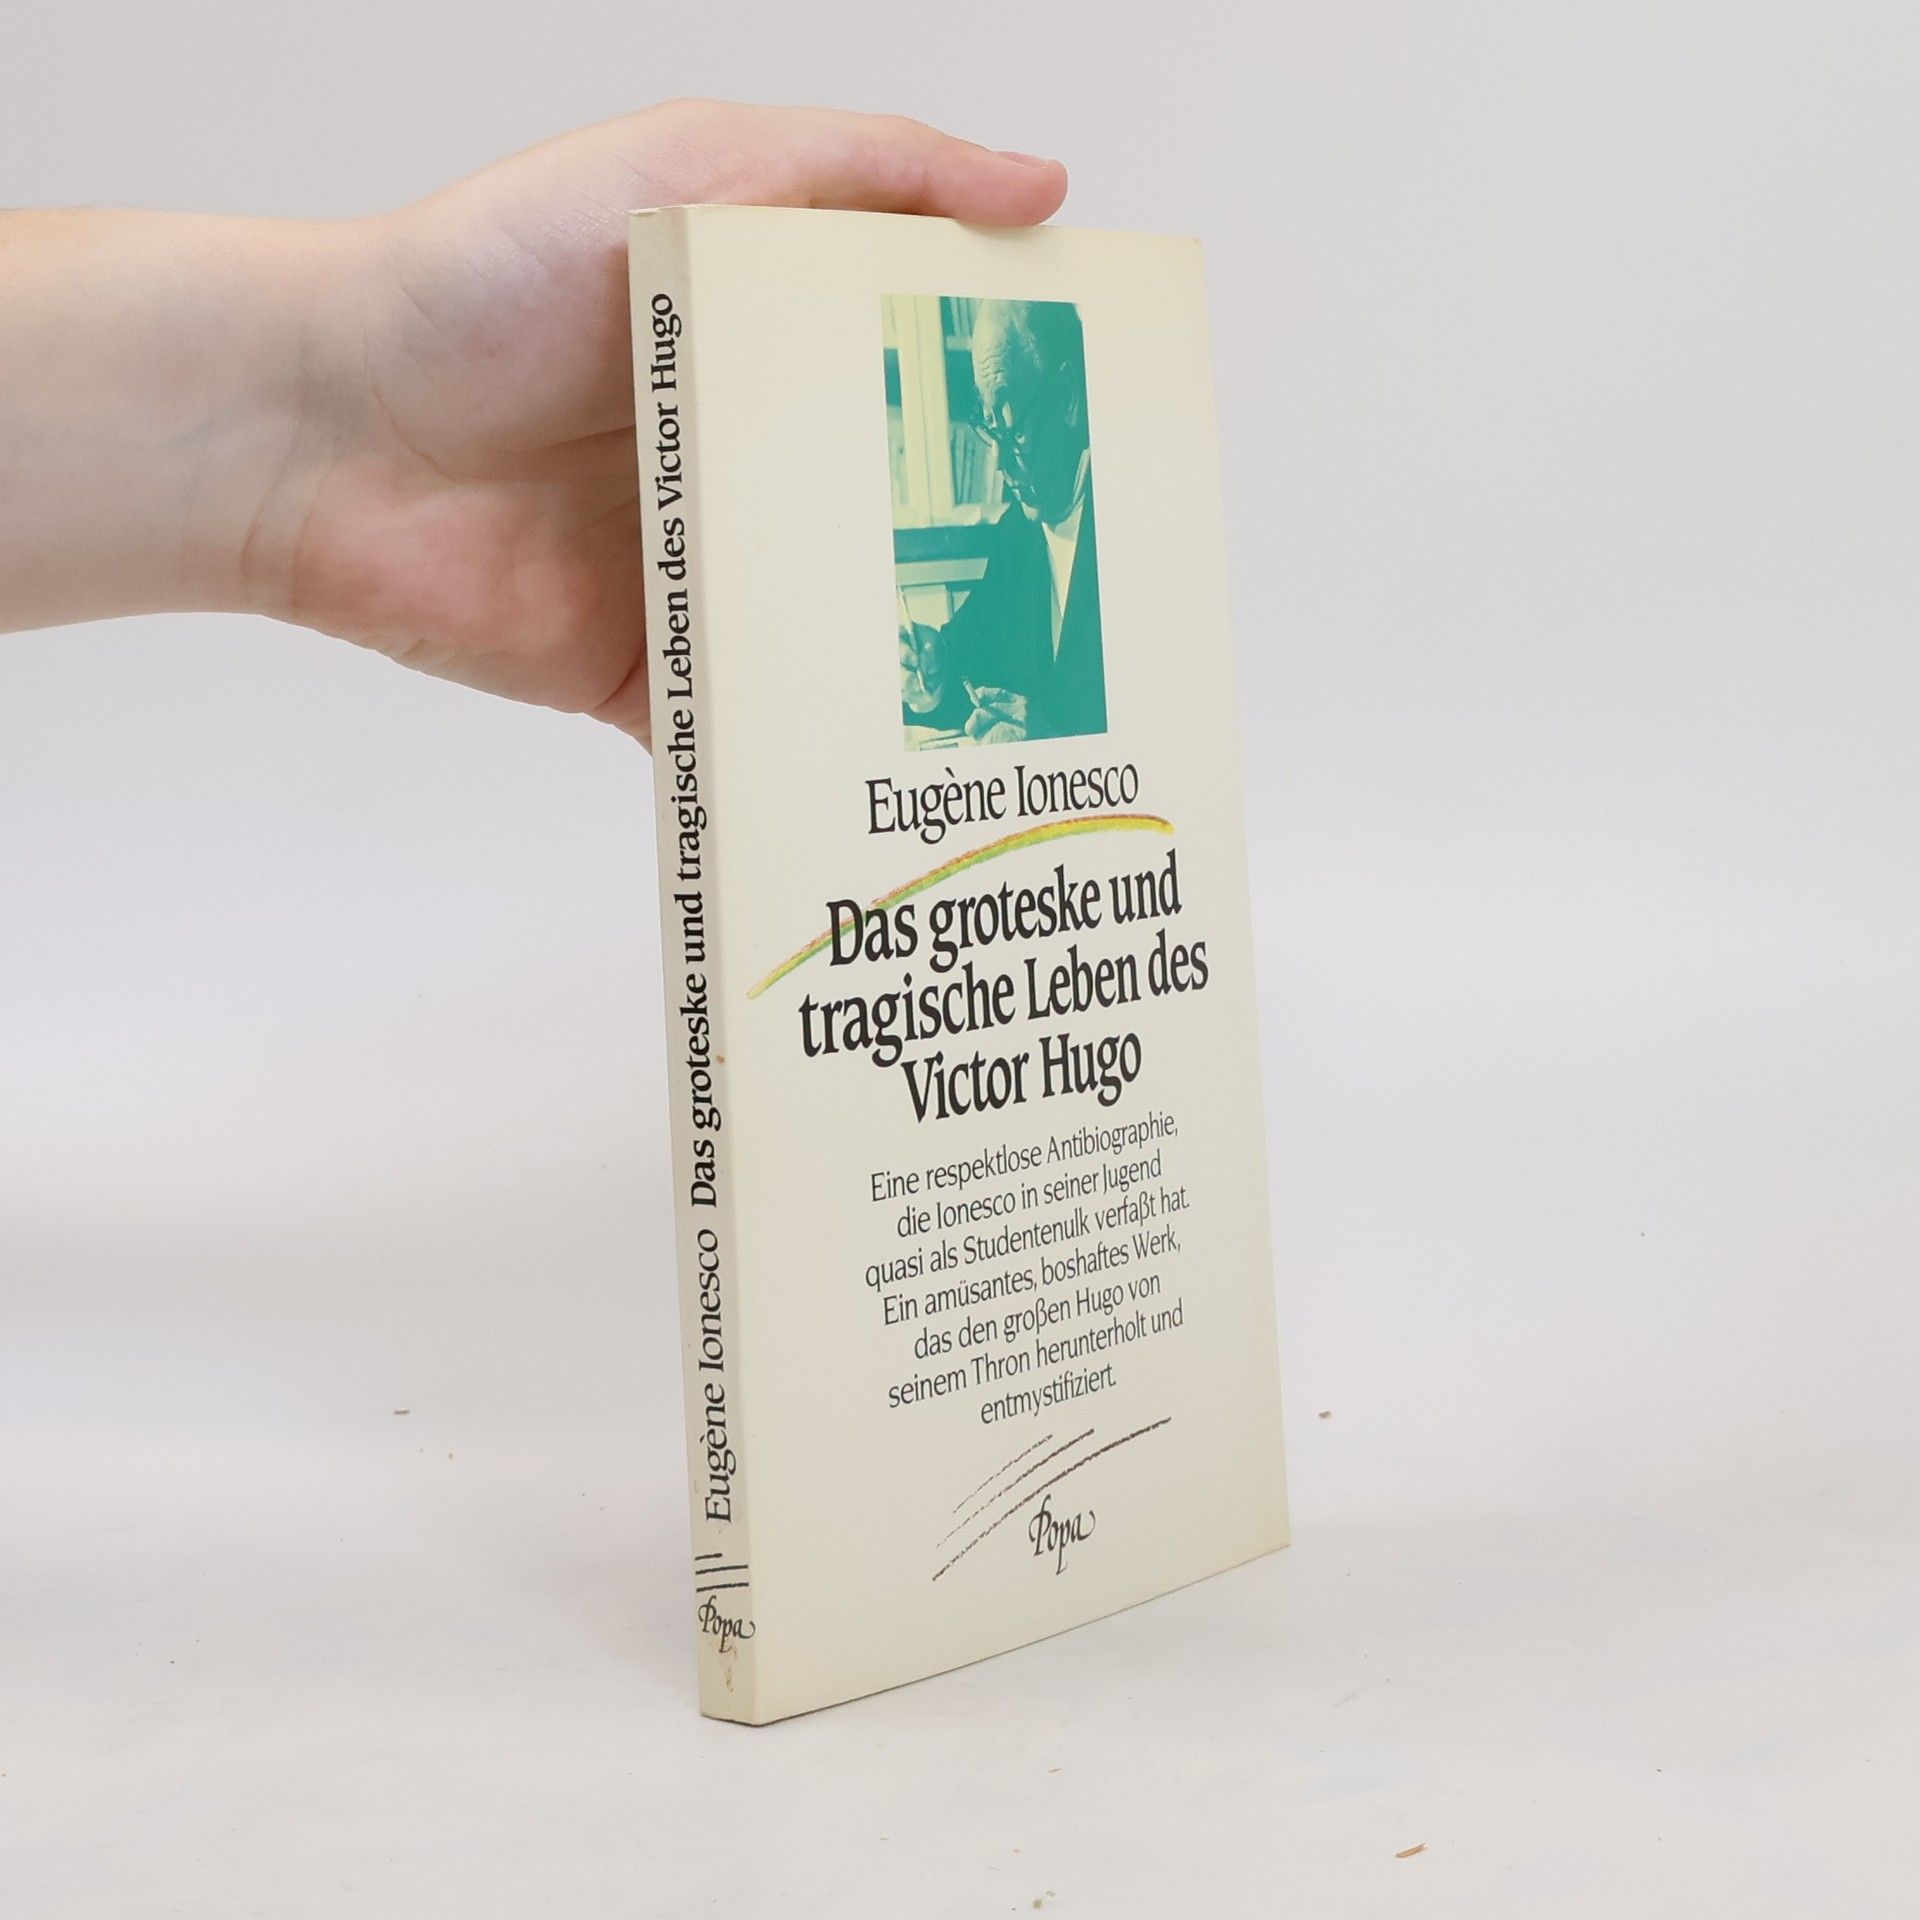 Eugène Ionesco Das groteske und tragische Leben des Victor Hugo
Popa
Eugène Ionesco
Das groteske und
tragische Leben des
Victor Hugo
Eine respektlose Antibiographie,
die Ionesco in seiner Jugend
quasi als Studentenulk verfaßt hat.
Ein amüsantes, boshaftes Werk,
das den großen Hugo von
seinem Thron herunterholt und
entmystifiziert.
Popa